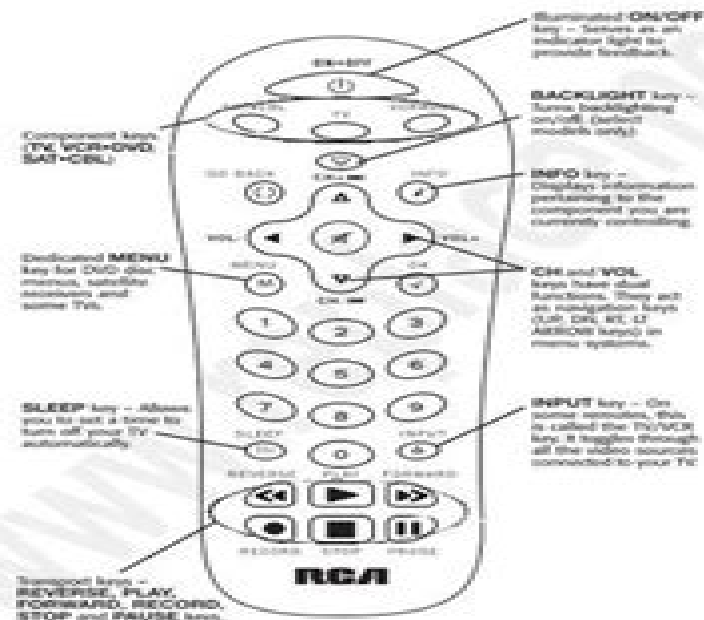 Illuminated ON/OFF
key – Serves as an
indicator light to
provide feedback.
ON•OFF
TV
BACKLIGHT key –
Turns backlighting
on/off. (select
models only)
Component keys
(TV, VCR•DVD,
SAT•CBL)
GO BACK
CH+
INFO
INFO key –
Displays information
pertaining to the
component you are
currently controlling.
VOL-
VOL+
Dedicated MENU
key for DVD disc
menus, satellite
receivers and
some TVs.
MENU
M
CH-
OK
CH and VOL
keys have dual
functions. They act
as navigation keys
(UP, DN, RT, LT
ARROW keys) in
menu systems.
1 2 3
4 5 6
7 8 9
SLEEP key – Allows
you to set a time to
turn off your TV
automatically.
SLEEP 0 INPUT
INPUT key – On
some remotes, this
is called the TV/VCR
key. It toggles through
all the video sources
connected to your TV
REVERSE PLAY FORWARD
RECORD STOP PAUSE
RCA
Transport keys –
REVERSE, PLAY,
FORWARD, RECORD,
STOP and PAUSE keys.